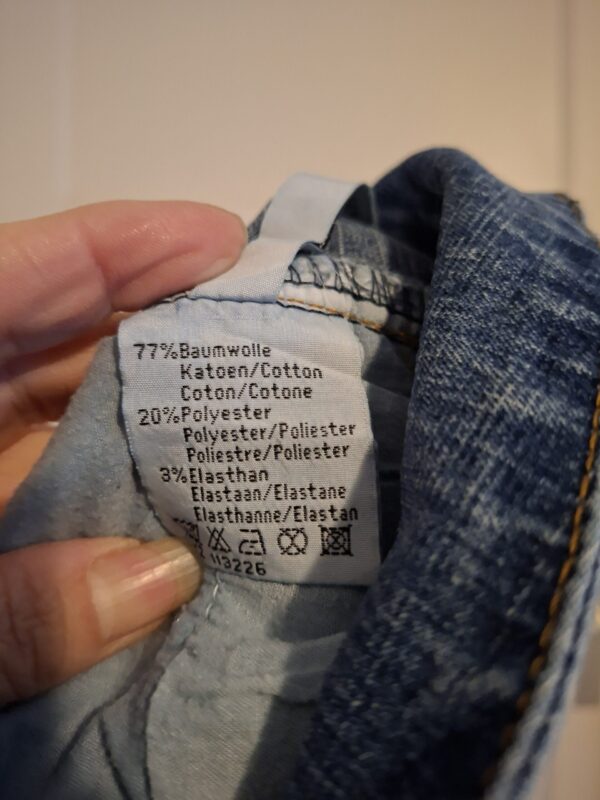 77%Baumwolle
Katoen/Cotton
Coton/Cotone
20%Polyester
Polyester/Poliester
Poliestre/Poliester
3%Elasthan
Elastaan/Elastane
Elasthanne/Elastan
113226